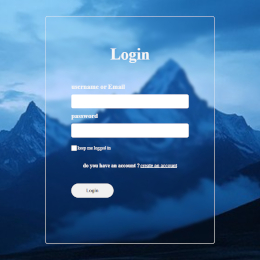 Login
username or Email
password
keep me logged in
do you have an account ? create an account
Login